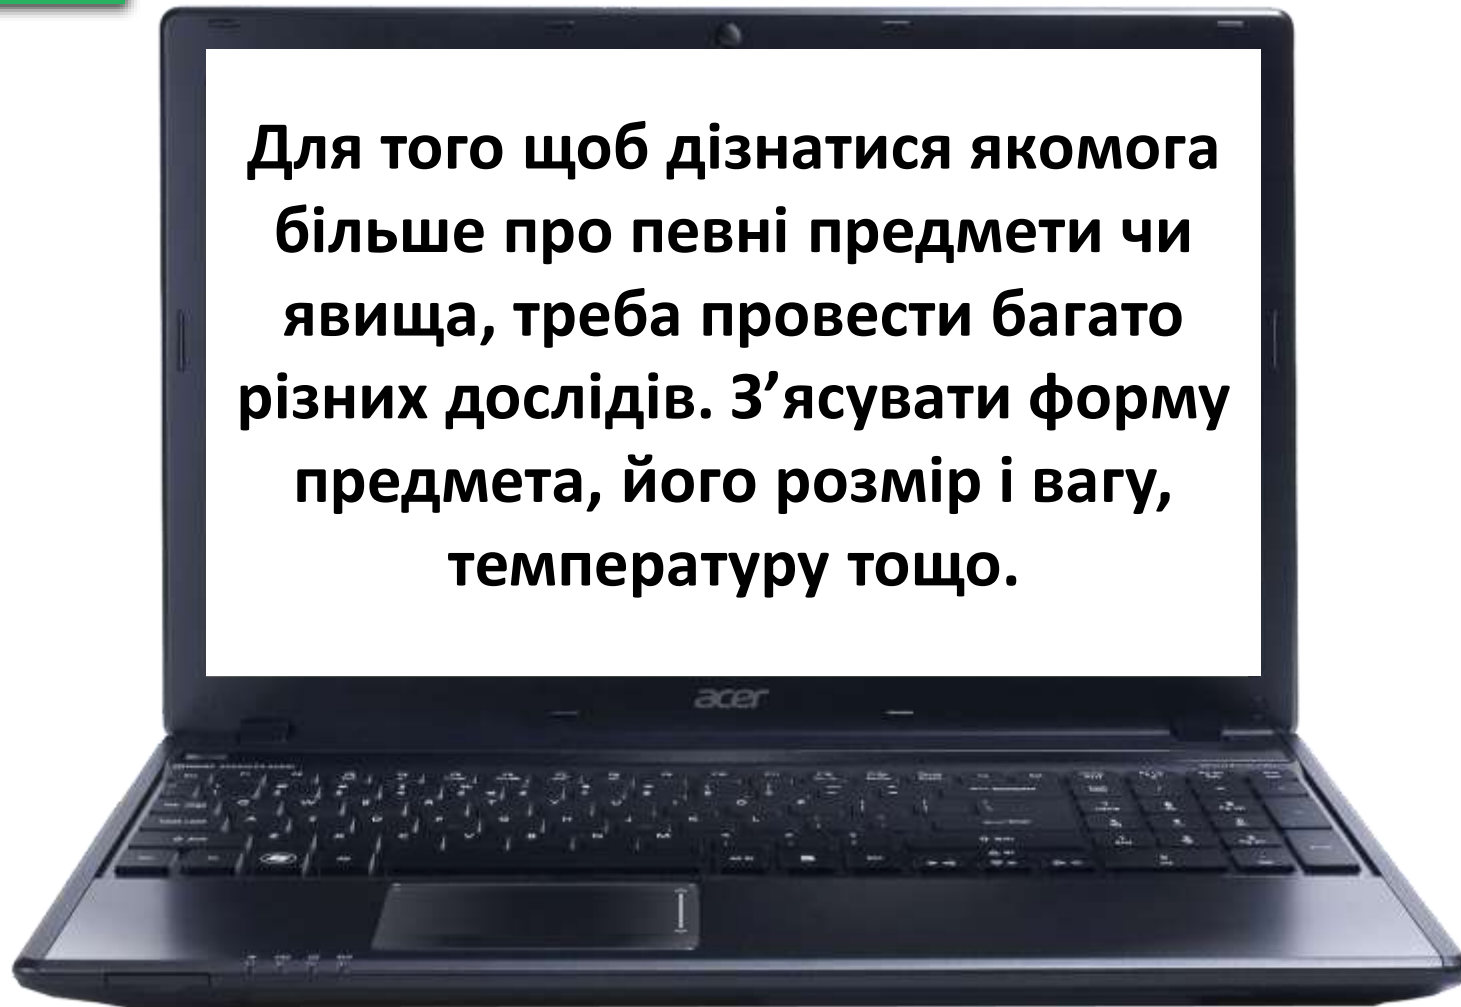 Для того щоб дізнатися якомога
більше про певні предмети чи
явища, треба провести багато
різних дослідів. З’ясувати форму
предмета, його розмір і вагу,
температуру тощо.
acer